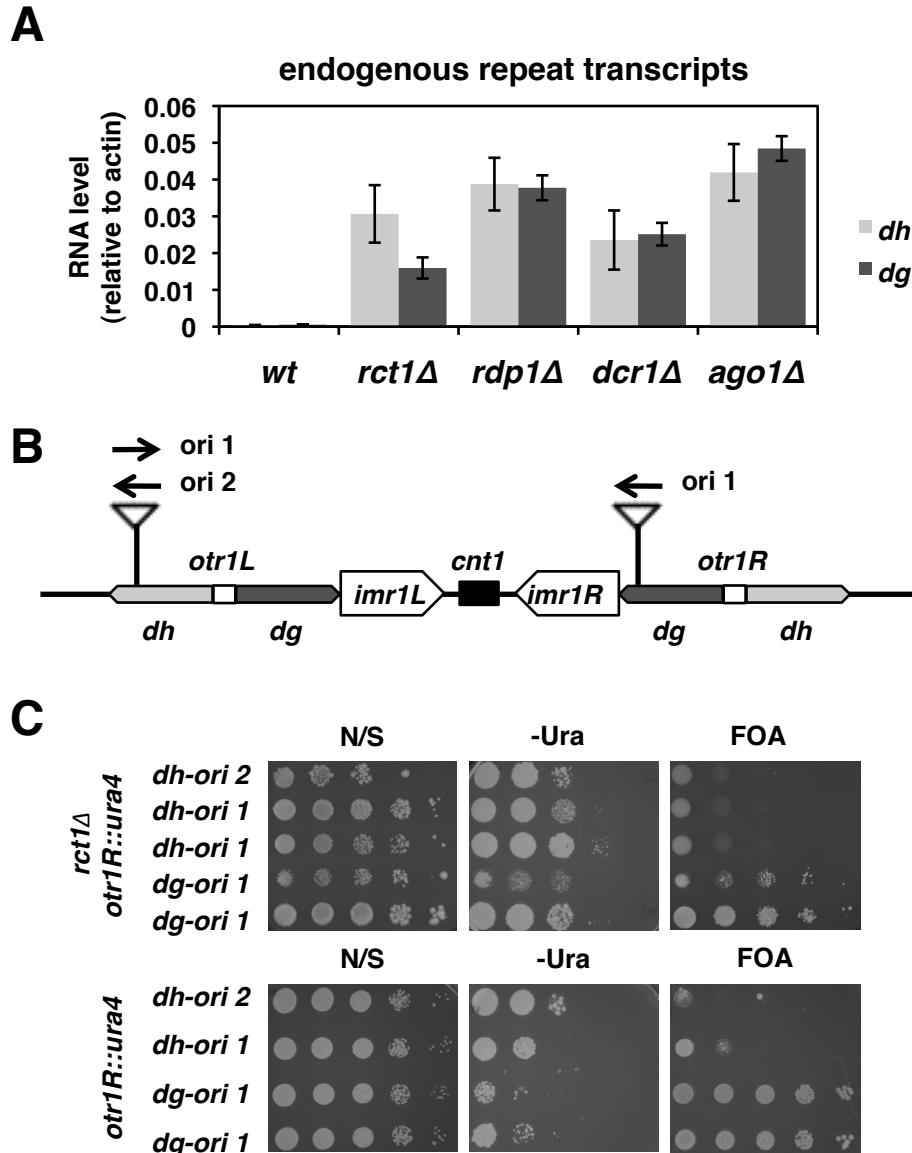 A
endogenous repeat transcripts
RNA level
(relative to actin)
0.06
0.05
0.04
0.03
0.02
0.01
0
dh
dg
wt rct1Δ rdp1Δ dcr1Δ ago1Δ
B
ori 1
ori 2
ori 1
otr1L cnt1 otr1R
imr1L imr1R
dh dg dg dh
C
N/S -Ura FOA
rct1Δ
otr1R::ura4
dh-ori 2
dh-ori 1
dh-ori 1
dg-ori 1
dg-ori 1
N/S -Ura FOA
otr1R::ura4
dh-ori 2
dh-ori 1
dg-ori 1
dg-ori 1